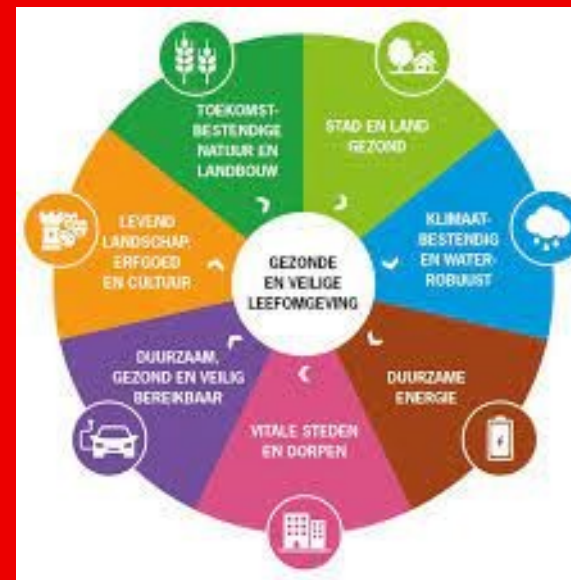 TOEKOMST-
BESTENDIGE
NATUUR EN
LANDBOUW
STAD EN LAND
GEZOND
KLIMAAT-
BESTENDIG
EN WATER-
ROBUUST
DUURZAME
ENERGIE
VITALE STEDEN
EN DORPEN
DUURZAAM,
GEZOND EN VEILIG
BEREIKBAAR
LEVEND
LANDSCHAP,
ERFGOED
EN CULTUUR
GEZONDE
EN VEILIGE
LEEFOMGEVING